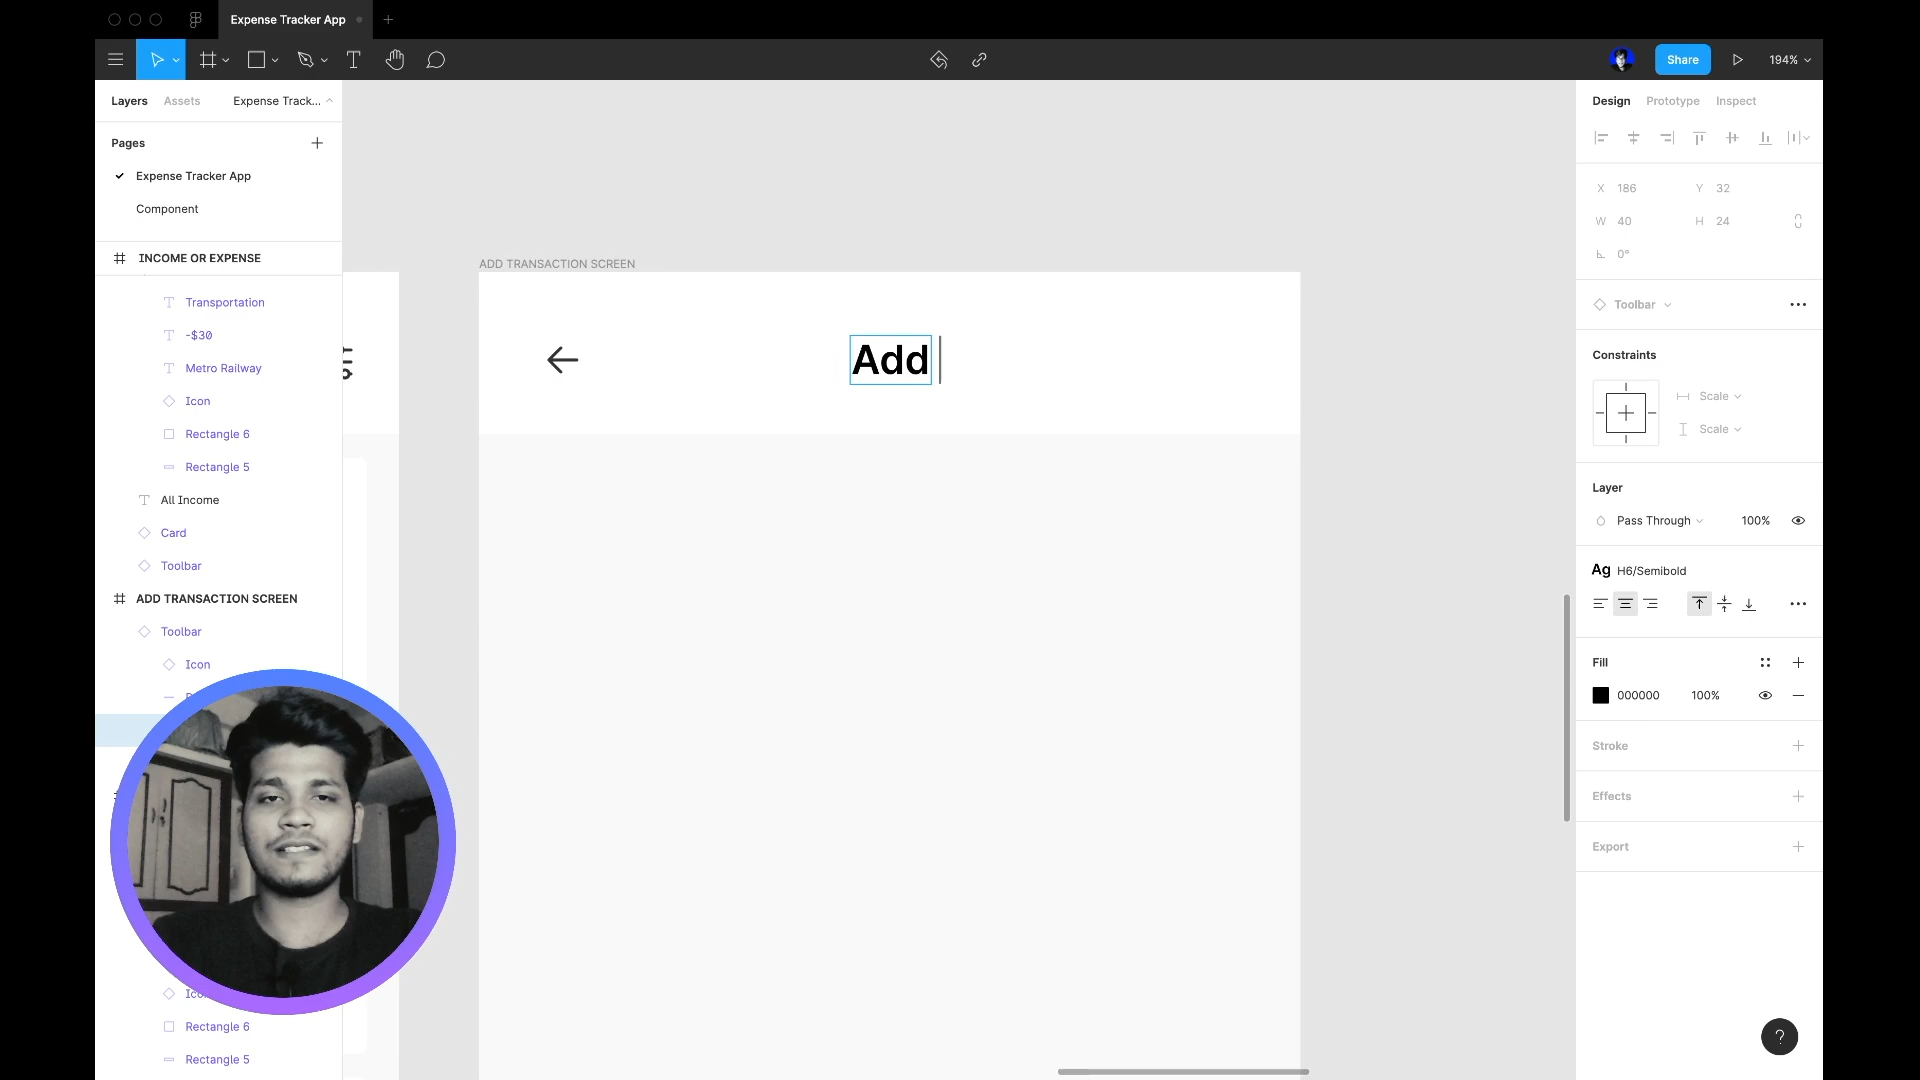 Expense Tracker App
Share
194%
Layers
Assets
Expense Track...
Pages
Expense Tracker App
Component
INCOME OR EXPENSE
Transportation
-$30
Metro Railway
Icon
Rectangle 6
Rectangle 5
All Income
Card
Toolbar
ADD TRANSACTION SCREEN
Toolbar
Icon
Rectangle 6
Rectangle 5
ADD TRANSACTION SCREEN
Add
Design
Prototype
Inspect
X 186
Y 32
W 40
H 24
0°
Toolbar
Constraints
Scale
Scale
Layer
Pass Through
100%
Ag H6/Semibold
Fill
000000
100%
Stroke
Effects
Export
?